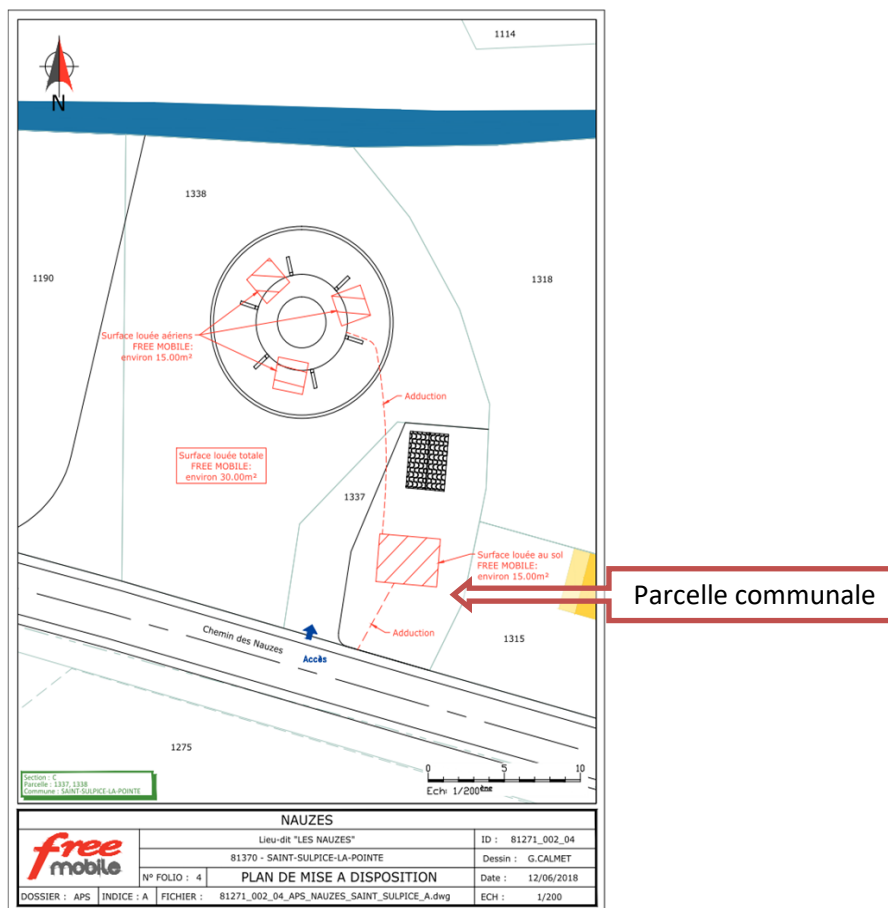 1114
N
1338
1190
1318
Surface louée aériens
FREE MOBILE:
environ 15.00m²
Adduction
Surface louée totale
FREE MOBILE:
environ 30.00m²
1337
Surface louée au sol
FREE MOBILE:
environ 15.00m²
Parcelle communale
Chemin des Nauzes
Adduction
1315
Accès
1275
Section : C
Parcelle : 1337, 1338
Commune : SAINT-SULPICE-LA-POINTE
0 5 10
Ech: 1/200ème
NAUZES
free
mobile
Lieu-dit "LES NAUZES"
ID : 81271_002_04
81370 - SAINT-SULPICE-LA-POINTE
Dessin : G.CALMET
N° FOLIO : 4
PLAN DE MISE A DISPOSITION
Date : 12/06/2018
DOSSIER : APS
INDICE : A
FICHIER : 81271_002_04_APS_NAUZES_SAINT_SULPICE_A.dwg
ECH : 1/200